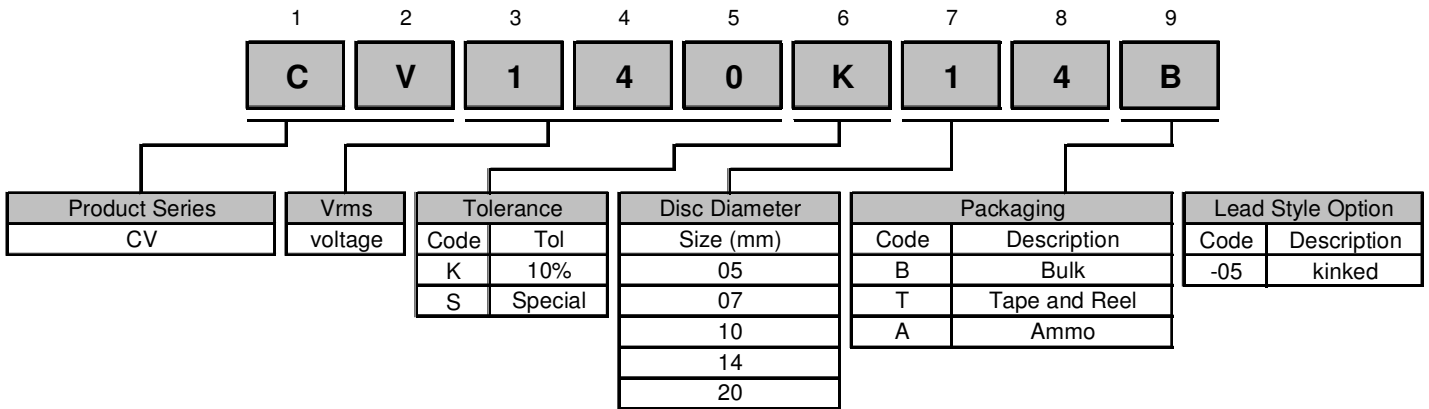 1 2 3 4 5 6 7 8 9
C V 1 4 0 K 1 4 B
Product Series Vrms Tolerance Disc Diameter Packaging Lead Style Option
CV voltage Code Tol Size (mm) Code Description Code Description
K 10% 05 B Bulk -05 kinked
S Special 07 T Tape and Reel
10 A Ammo
14
20